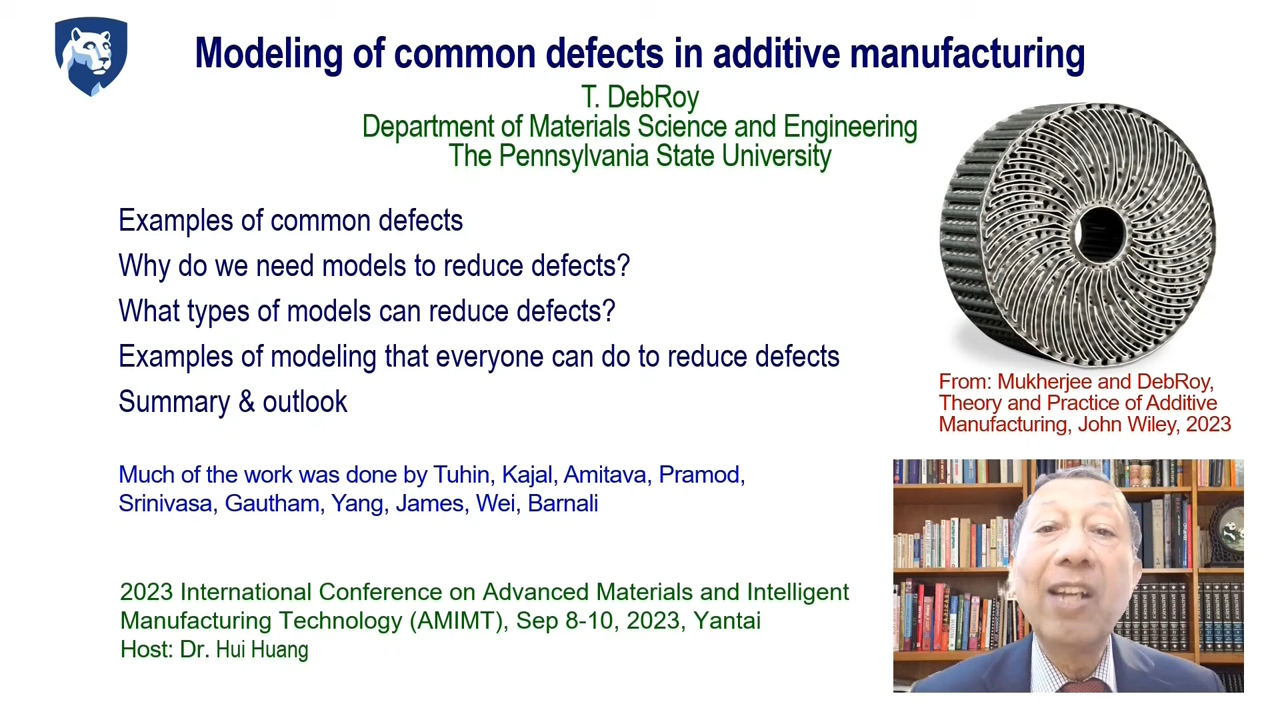 Modeling of common defects in additive manufacturing
T. DebRoy
Department of Materials Science and Engineering
The Pennsylvania State University
Examples of common defects
Why do we need models to reduce defects?
What types of models can reduce defects?
Examples of modeling that everyone can do to reduce defects
Summary & outlook
From: Mukherjee and DebRoy,
Theory and Practice of Additive
Manufacturing, John Wiley, 2023
Much of the work was done by Tuhin, Kajal, Amitava, Pramod,
Srinivasa, Gautham, Yang, James, Wei, Barnali
2023 International Conference on Advanced Materials and Intelligent
Manufacturing Technology (AMIMT), Sep 8-10, 2023, Yantai
Host: Dr. Hui Huang